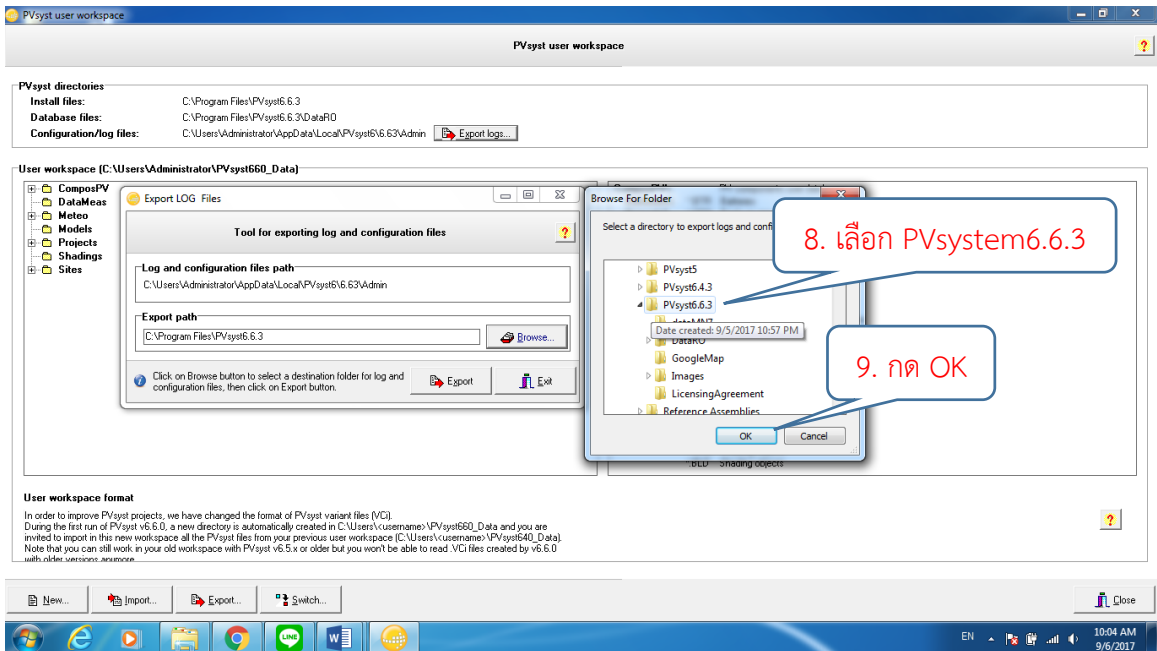 PVsyst user workspace
PVsyst user workspace
?
PVsyst directories
Install files: C:\Program Files\PVsyst6.6.3
Database files: C:\Program Files\PVsyst6.6.3\DataRO
Configuration/log files: C:\Users\Administrator\AppData\Local\PVsyst6\6.63\Admin Export logs...
User workspace (C:\Users\Administrator\PVsyst660_Data)
ComposPV
DataMeas
Meteo
Models
Projects
Shadings
Sites
Export LOG Files
Tool for exporting log and configuration files
?
Log and configuration files path
C:\Users\Administrator\AppData\Local\PVsyst6\6.63\Admin
Export path
C:\Program Files\PVsyst6.6.3 Browse...
Click on Browse button to select a destination folder for log and
configuration files, then click on Export button.
Export Exit
Browse For Folder
Select a directory to export logs and conf
PVsyst5
PVsyst6.4.3
PVsyst6.6.3
Date created: 9/5/2017 10:57 PM
DataRO
GoogleMap
Images
LicensingAgreement
Reference Assemblies
OK Cancel
8. เลือก PVsystem6.6.3
9. กด OK
.BLD Shading objects
User workspace format
In order to improve PVsyst projects, we have changed the format of PVsyst variant files (VCi).
During the first run of PVsyst v6.6.0, a new directory is automatically created in C:\Users\<username>\PVsyst660_Data and you are
invited to import in this new workspace all the PVsyst files from your previous user workspace (C:\Users\<username>\PVsyst640_Data).
Note that you can still work in your old workspace with PVsyst v6.5.x or older but you won't be able to read .VCi files created by v6.6.0
with older versions anymore.
?
New... Import... Export... Switch... Close
LINE
W
EN 10:04 AM
9/6/2017